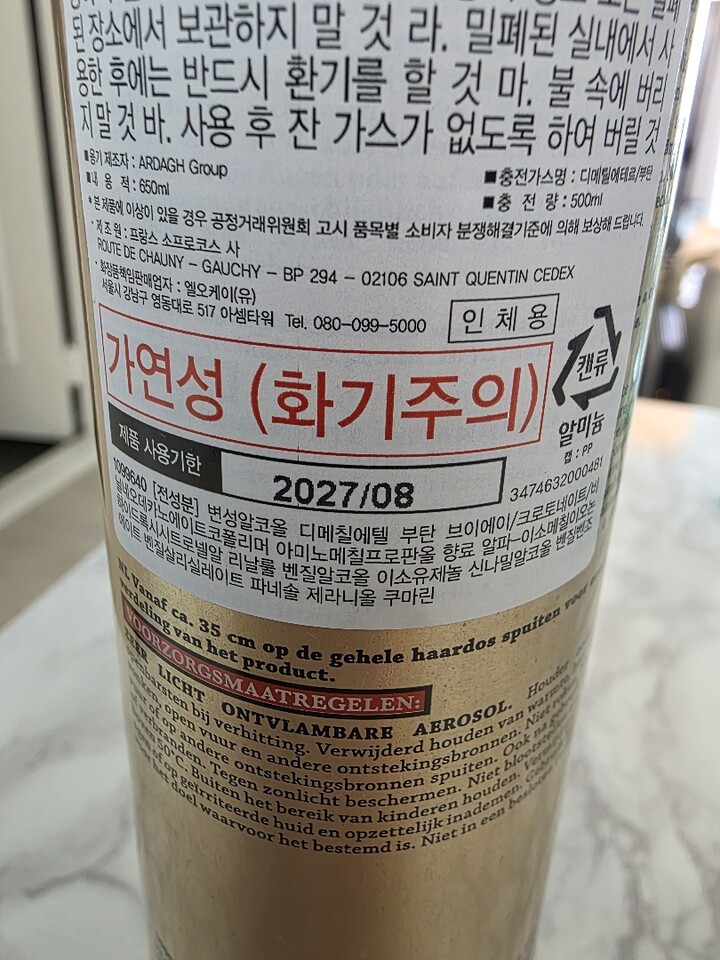 된 장소에서 보관하지 말 것 라. 밀폐된 실내에서 사
용한 후에는 반드시 환기를 할 것 마. 불 속에 버리
지 말 것 바. 사용 후 잔 가스가 없도록 하여 버릴 것
■용기 제조자 : ARDAGH Group
■충전가스명 : 디메틸에테르/부탄
■내 용 적 : 650ml
■충 전 량 : 500ml
* 본 제품에 이상이 있을 경우 공정거래위원회 고시 품목별 소비자 분쟁해결기준에 의해 보상해 드립니다.
· 제 조 원 : 프랑스 소프로코스 사
ROUTE DE CHAUNY – GAUCHY – BP 294 – 02106 SAINT QUENTIN CEDEX
· 화장품책임판매업자 : 엘오케이(유)
서울시 강남구 영동대로 517 아셈타워 Tel. 080-099-5000
인 체 용
가연성 (화기주의)
캔류
알미늄
캡 : PP
제품 사용기한
2027/08
3474632000481
1099640 [전성분] 변성알코올 디메칠에텔 부탄 브이에이/크로토네이트/비
닐네오데카노에이트코폴리머 아미노메칠프로판올 향료 알파-이소메칠이오논
하이드록시시트로넬알 리날룰 벤질알코올 이소유제놀 신나밀알코올 벤질벤조
에이트 벤질살리실레이트 파네솔 제라니올 쿠마린
NL Vanaf ca. 35 cm op de gehele haardos spuiten voor
verdeling van het product.
VOORZORGSMAATREGELEN:
ZEER LICHT ONTVLAMBARE AEROSOL. Houder
openbarsten bij verhitting. Verwijderd houden van warmte,
open vuur en andere ontstekingsbronnen. Niet
of op andere ontstekingsbronnen spuiten. Ook na
verbranden. Tegen zonlicht beschermen. Niet
50°C. Buiten het bereik van kinderen houden.
of op geïrriteerde huid en opzettelijk inademen.
het doel waarvoor het bestemd is. Niet in een